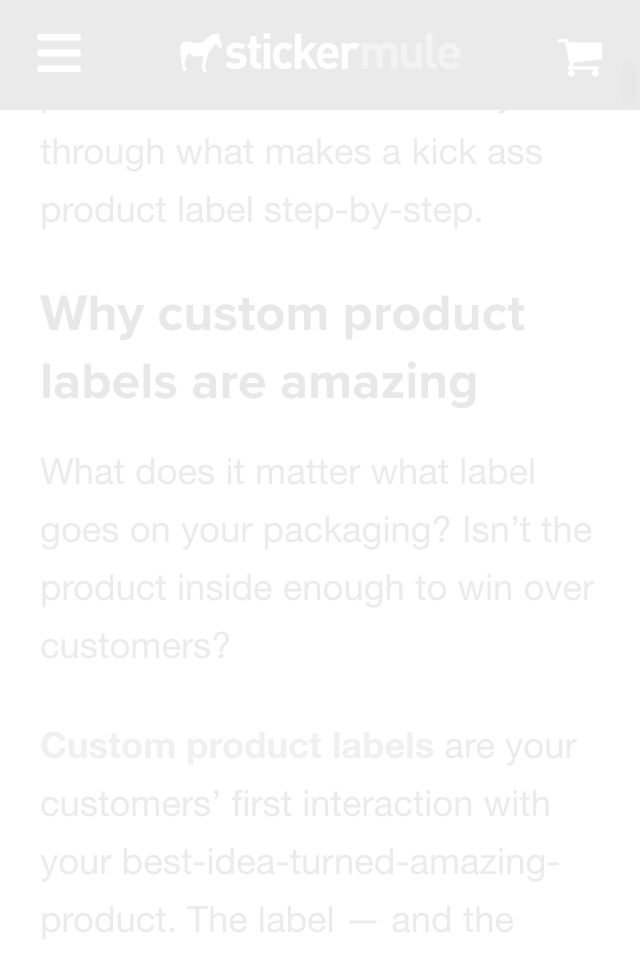 stickermule
through what makes a kick ass
product label step-by-step.
Why custom product
labels are amazing
What does it matter what label
goes on your packaging? Isn’t the
product inside enough to win over
customers?
Custom product labels are your
customers’ first interaction with
your best-idea-turned-amazing-
product. The label — and the